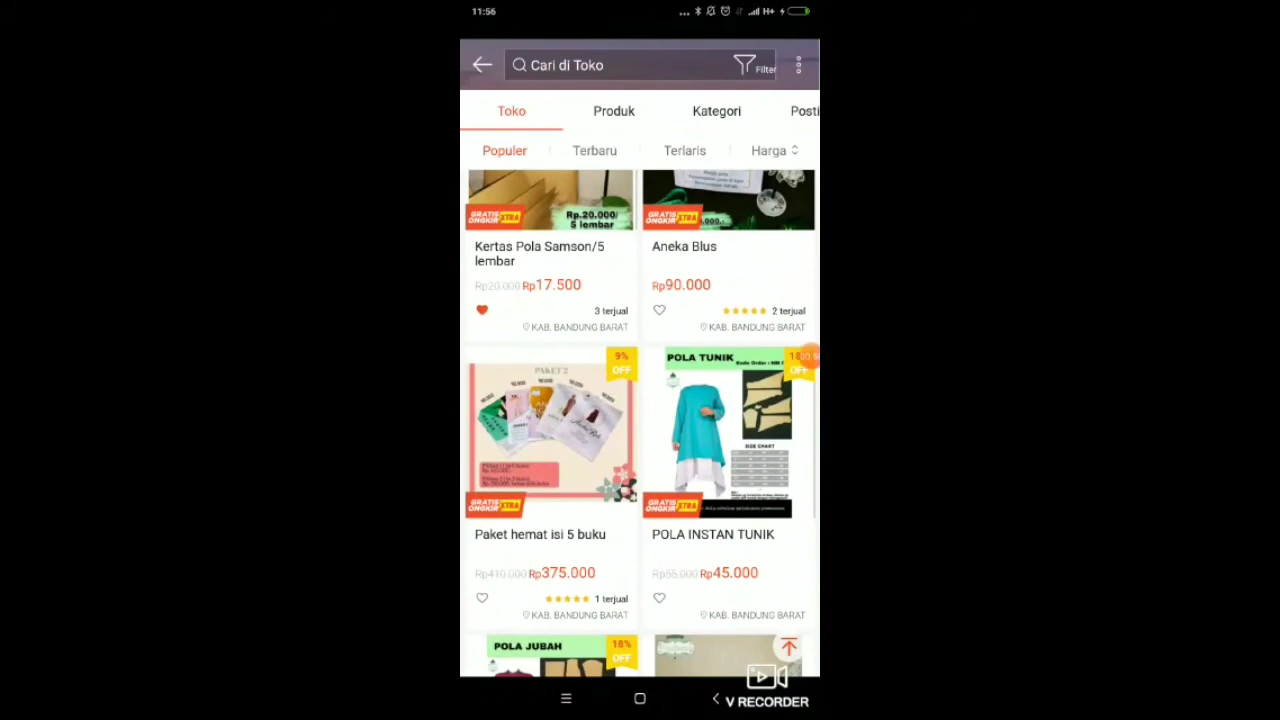 11:56
H+
Cari di Toko
Filter
Toko
Produk
Kategori
Posti
Populer
Terbaru
Terlaris
Harga
GRATIS ONGKIR XTRA
Rp.20.000/
5 lembar
GRATIS ONGKIR XTRA
Kertas Pola Samson/5
lembar
Rp20.000 Rp17.500
3 terjual
KAB. BANDUNG BARAT
Aneka Blus
Rp90.000
2 terjual
KAB. BANDUNG BARAT
9%
OFF
PAKET 2
GRATIS ONGKIR XTRA
Paket hemat isi 5 buku
Rp410.000 Rp375.000
1 terjual
KAB. BANDUNG BARAT
POLA TUNIK
OFF
SIZE CHART
GRATIS ONGKIR XTRA
POLA INSTAN TUNIK
Rp55.000 Rp45.000
KAB. BANDUNG BARAT
POLA JUBAH
18%
OFF
V RECORDER